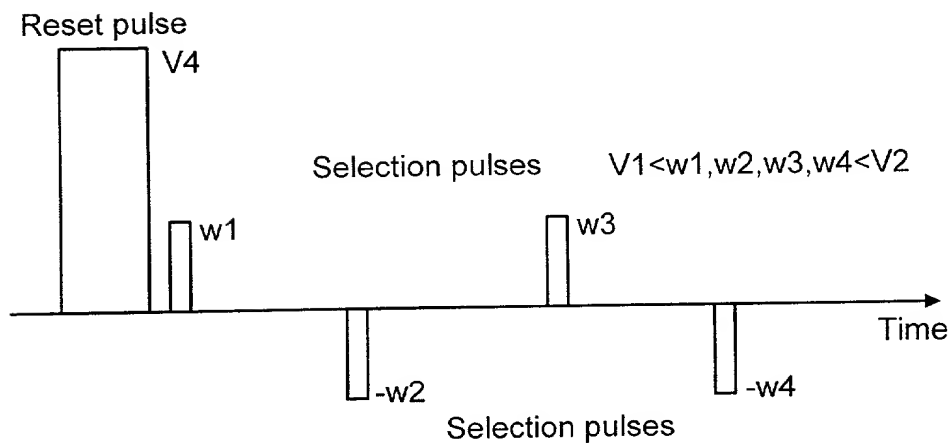 Reset pulse
V4
Selection pulses
V1<w1,w2,w3,w4<V2
w1
w3
Time
-w2
-w4
Selection pulses